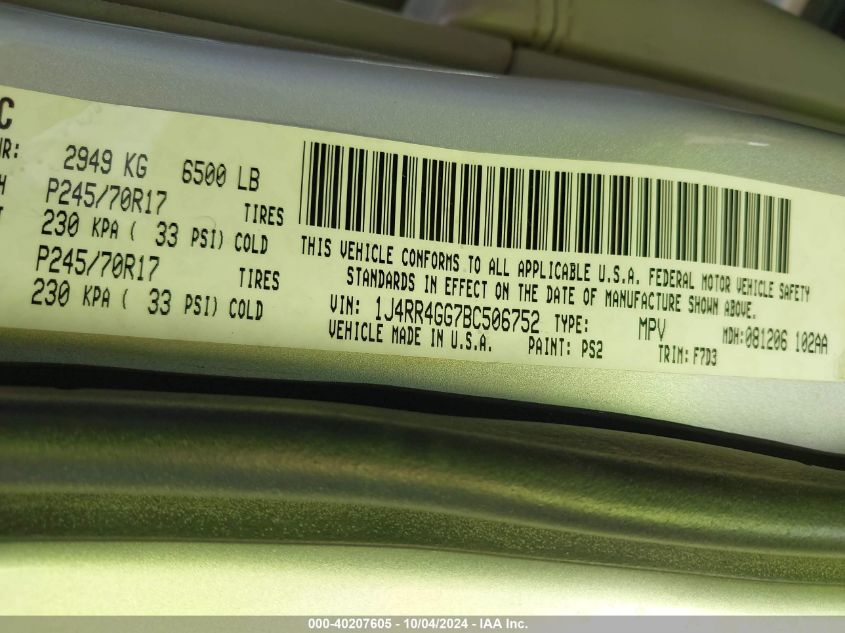 C
WR: 2949 KG 6500 LB
H P245/70R17 TIRES
T 230 KPA ( 33 PSI) COLD
P245/70R17 TIRES
230 KPA ( 33 PSI) COLD
THIS VEHICLE CONFORMS TO ALL APPLICABLE U.S.A. FEDERAL MOTOR VEHICLE SAFETY
STANDARDS IN EFFECT ON THE DATE OF MANUFACTURE SHOWN ABOVE.
VIN: 1J4RR4GG7BC506752 TYPE: MPV MDH:081206 102AA
VEHICLE MADE IN U.S.A. PAINT: PS2 TRIM: F7D3
000-40207605 - 10/04/2024 - IAA Inc.